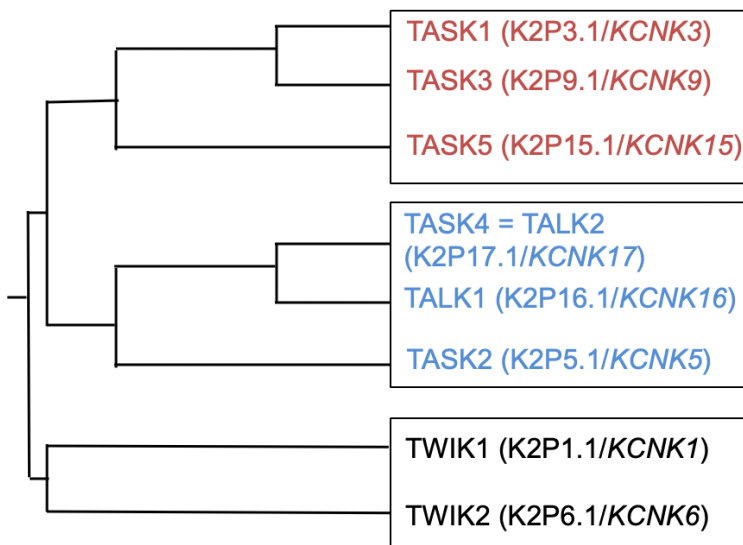 TASK1 (K2P3.1/KCNK3)
TASK3 (K2P9.1/KCNK9)
TASK5 (K2P15.1/KCNK15)
TASK4 = TALK2
(K2P17.1/KCNK17)
TALK1 (K2P16.1/KCNK16)
TASK2 (K2P5.1/KCNK5)
TWIK1 (K2P1.1/KCNK1)
TWIK2 (K2P6.1/KCNK6)